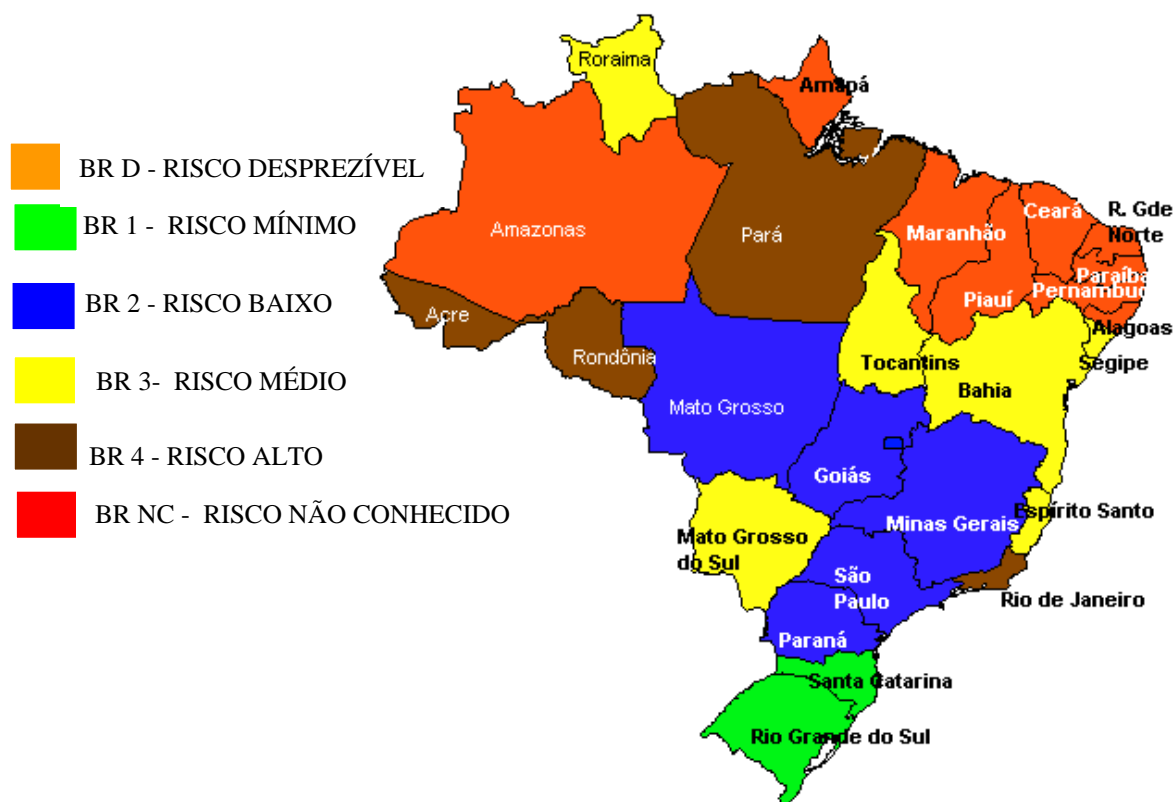 BR D - RISCO DESPREZÍVEL
BR 1 - RISCO MÍNIMO
BR 2 - RISCO BAIXO
BR 3- RISCO MÉDIO
BR 4 - RISCO ALTO
BR NC - RISCO NÃO CONHECIDO
Roraima
Amapá
Amazonas
Pará
Maranhão
Ceará
R. Gde
Norte
Paraíba
Pernambuc
Piauí
Alagoas
Segipe
Acre
Rondônia
Tocantins
Bahia
Mato Grosso
Goiás
Minas Gerais
Espírito Santo
Mato Grosso
do Sul
São
Paulo
Rio de Janeiro
Paraná
Santa Catarina
Rio Grande do Sul